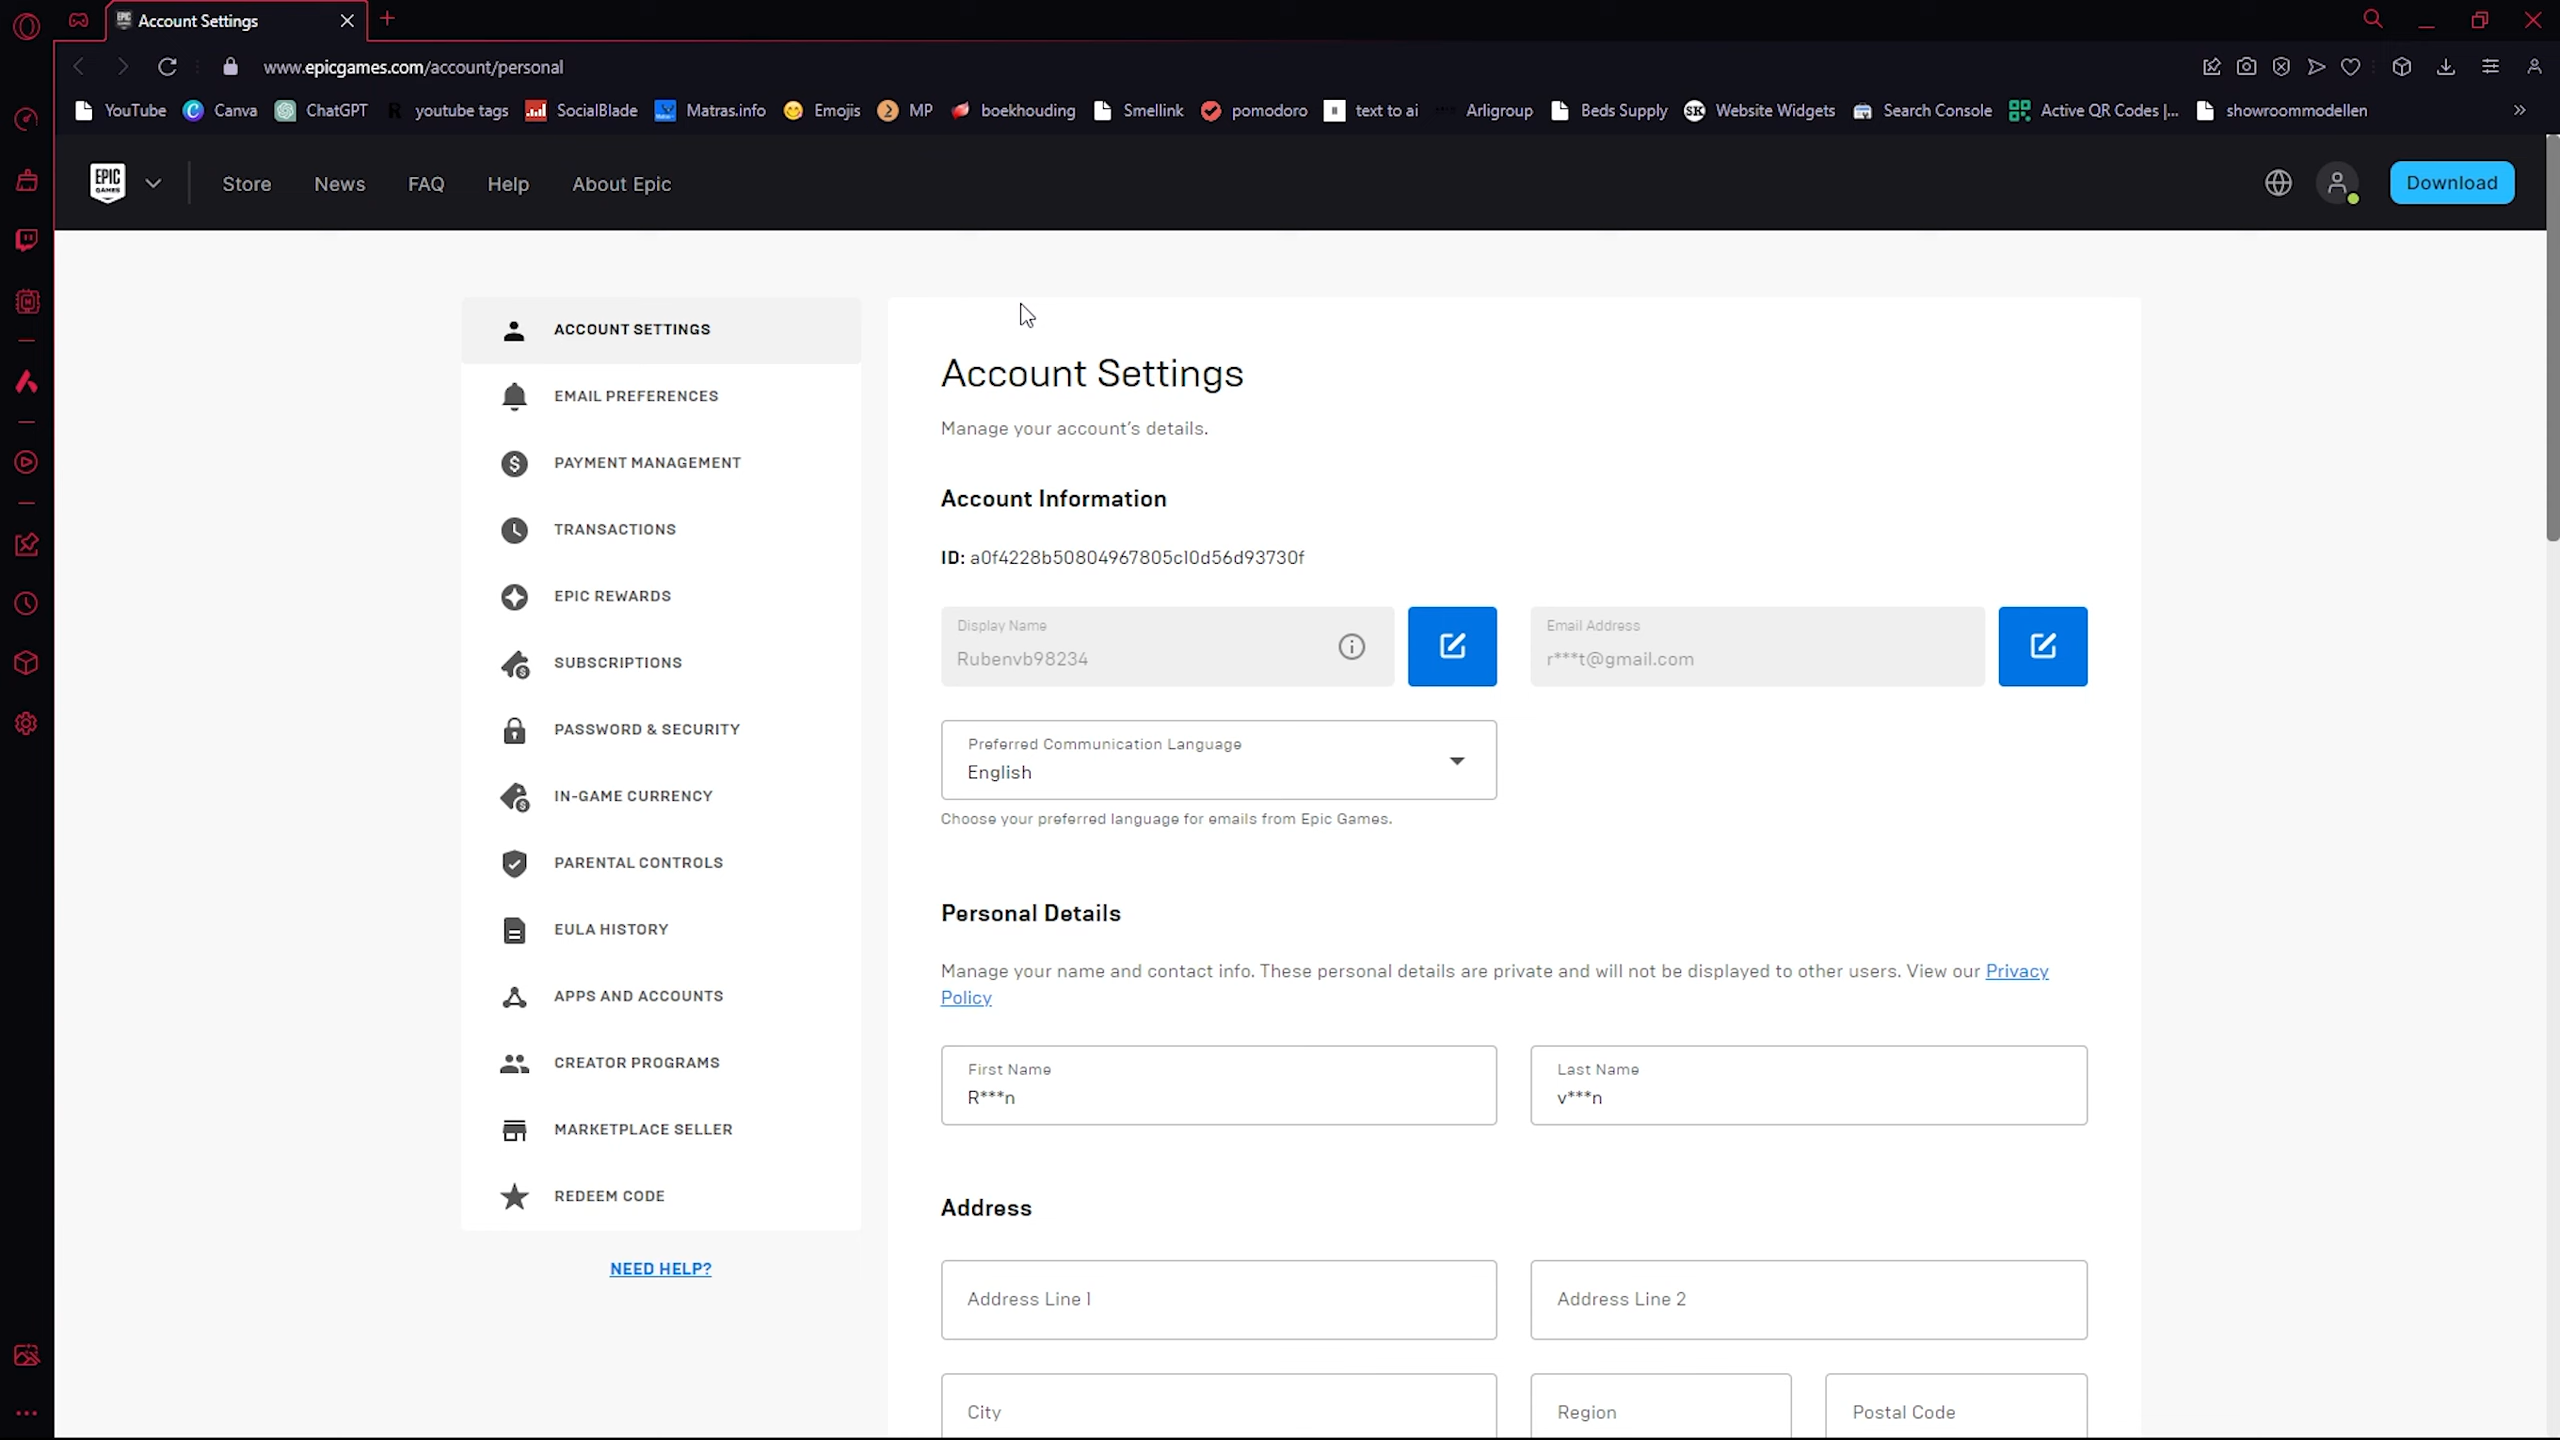 Account Settings
www.epicgames.com/account/personal
YouTube Canva ChatGPT youtube tags SocialBlade Matras.info Emojis MP boekhouding Smellink pomodoro text to ai Arligroup Beds Supply Website Widgets Search Console Active QR Codes |... showroommodellen
EPIC GAMES Store News FAQ Help About Epic Download
ACCOUNT SETTINGS
EMAIL PREFERENCES
PAYMENT MANAGEMENT
TRANSACTIONS
EPIC REWARDS
SUBSCRIPTIONS
PASSWORD & SECURITY
IN-GAME CURRENCY
PARENTAL CONTROLS
EULA HISTORY
APPS AND ACCOUNTS
CREATOR PROGRAMS
MARKETPLACE SELLER
REDEEM CODE
NEED HELP?
Account Settings
Manage your account's details.
Account Information
ID: a0f4228b50804967805c10d56d93730f
Display Name
Rubenvb98234
Email Address
r***t@gmail.com
Preferred Communication Language
English
Choose your preferred language for emails from Epic Games.
Personal Details
Manage your name and contact info. These personal details are private and will not be displayed to other users. View our Privacy
Policy
First Name
R***n
Last Name
v***n
Address
Address Line 1
Address Line 2
City
Region
Postal Code